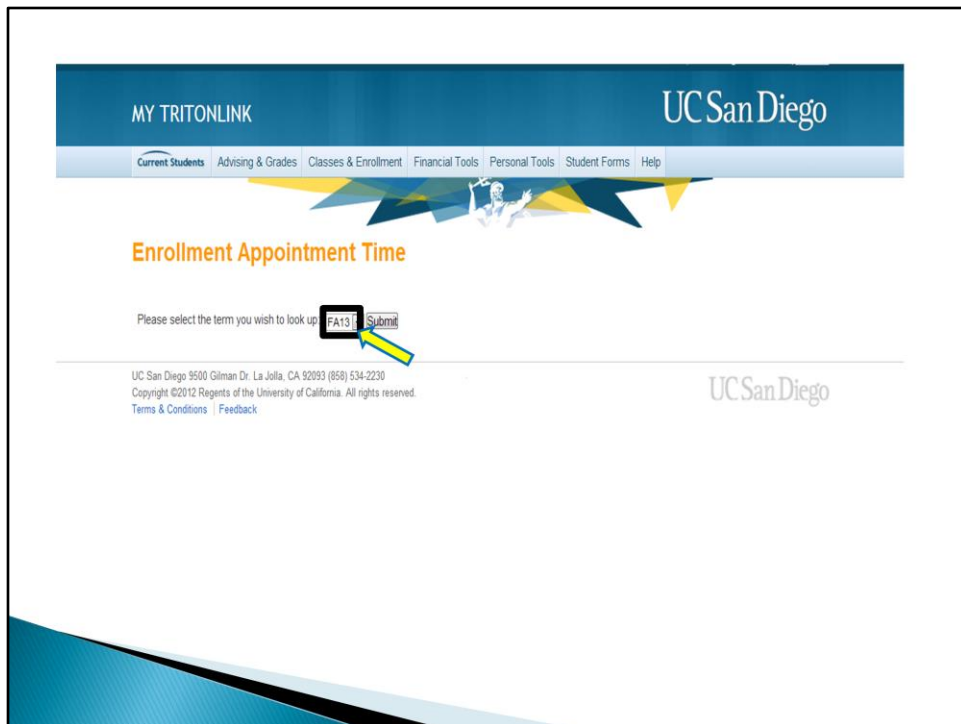 MY TRITONLINK
UC San Diego
Current Students Advising & Grades Classes & Enrollment Financial Tools Personal Tools Student Forms Help
Enrollment Appointment Time
Please select the term you wish to look up: FA13 Submit
UC San Diego 9500 Gilman Dr. La Jolla, CA 92093 (858) 534-2230
Copyright ©2012 Regents of the University of California. All rights reserved.
Terms & Conditions | Feedback
UC San Diego